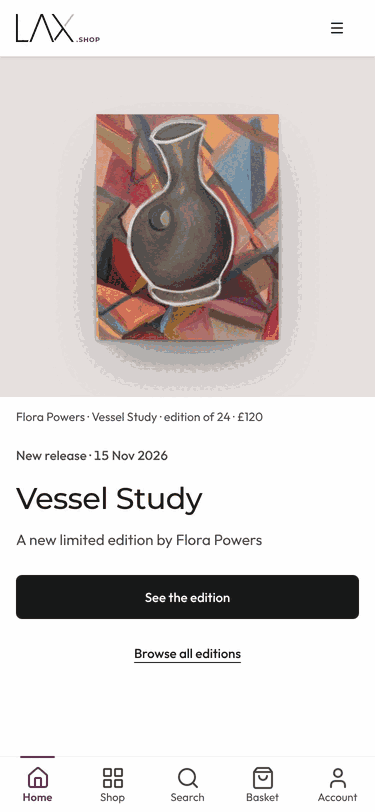 LAX.SHOP
Flora Powers · Vessel Study · edition of 24 · £120
New release · 15 Nov 2026
Vessel Study
A new limited edition by Flora Powers
See the edition
Browse all editions
Home Shop Search Basket Account